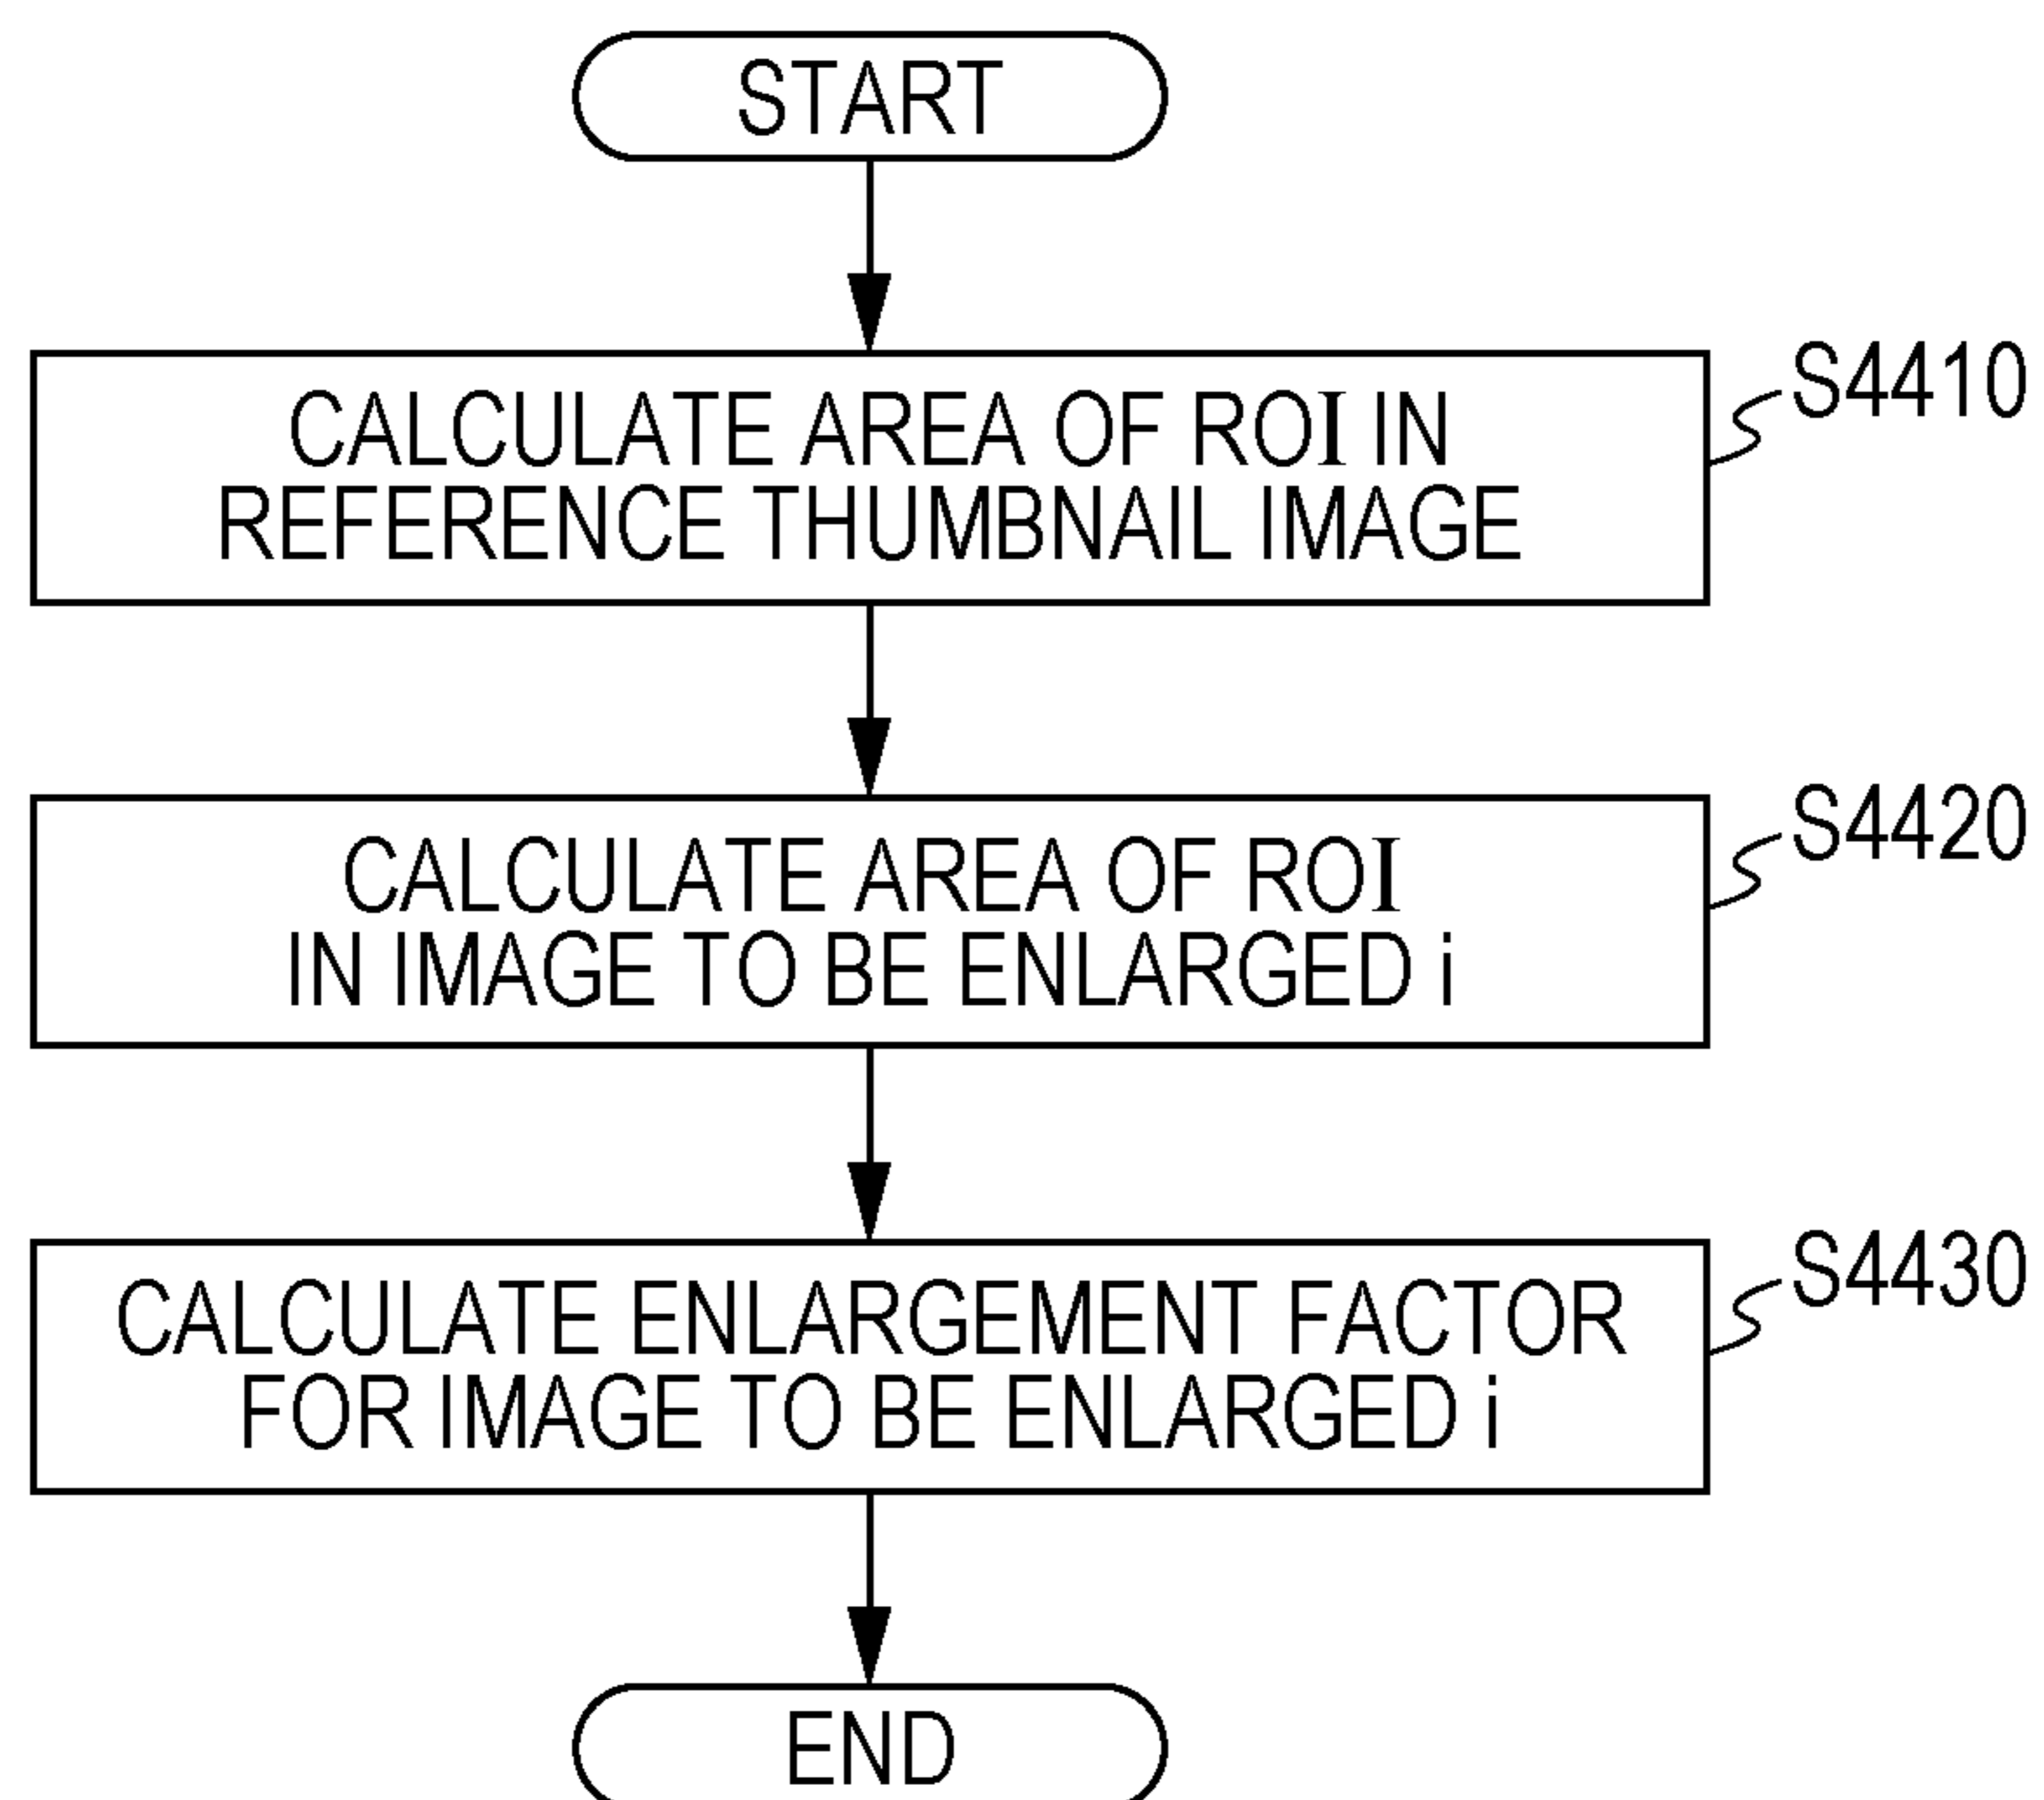 START
CALCULATE AREA OF ROI IN
REFERENCE THUMBNAIL IMAGE
S4410
CALCULATE AREA OF ROI
IN IMAGE TO BE ENLARGED i
S4420
CALCULATE ENLARGEMENT FACTOR
FOR IMAGE TO BE ENLARGED i
S4430
END